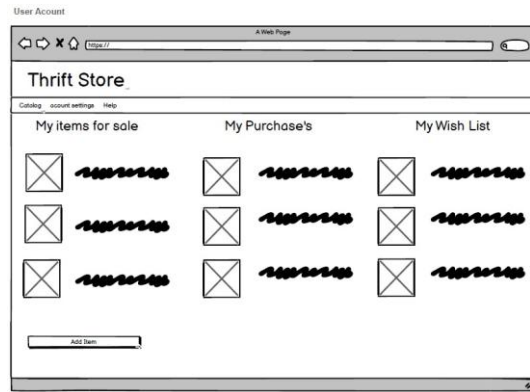 User Acount
A Web Page
https://
Thrift Store
Catalog acount settings Help
My items for sale My Purchase's My Wish List
Add Item